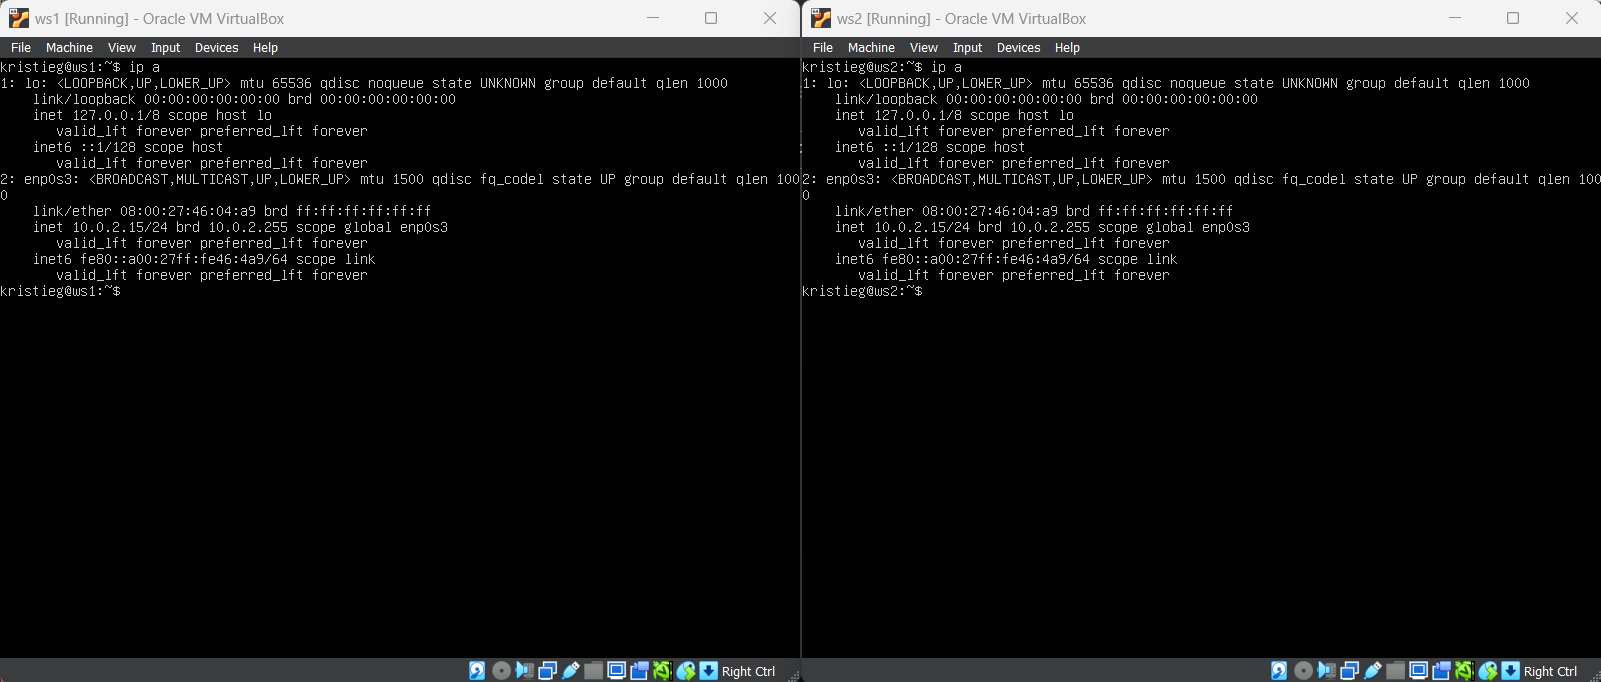 ws1 [Running] - Oracle VM VirtualBox
File Machine View Input Devices Help
kristieg@ws1:~$ ip a
1: lo: <LOOPBACK,UP,LOWER_UP> mtu 65536 qdisc noqueue state UNKNOWN group default qlen 1000
    link/loopback 00:00:00:00:00:00 brd 00:00:00:00:00:00
    inet 127.0.0.1/8 scope host lo
       valid_lft forever preferred_lft forever
    inet6 ::1/128 scope host
       valid_lft forever preferred_lft forever
2: enp0s3: <BROADCAST,MULTICAST,UP,LOWER_UP> mtu 1500 qdisc fq_codel state UP group default qlen 100
0
    link/ether 08:00:27:46:04:a9 brd ff:ff:ff:ff:ff:ff
    inet 10.0.2.15/24 brd 10.0.2.255 scope global enp0s3
       valid_lft forever preferred_lft forever
    inet6 fe80::a00:27ff:fe46:4a9/64 scope link
       valid_lft forever preferred_lft forever
kristieg@ws1:~$
Right Ctrl
ws2 [Running] - Oracle VM VirtualBox
File Machine View Input Devices Help
kristieg@ws2:~$ ip a
1: lo: <LOOPBACK,UP,LOWER_UP> mtu 65536 qdisc noqueue state UNKNOWN group default qlen 1000
    link/loopback 00:00:00:00:00:00 brd 00:00:00:00:00:00
    inet 127.0.0.1/8 scope host lo
       valid_lft forever preferred_lft forever
    inet6 ::1/128 scope host
       valid_lft forever preferred_lft forever
2: enp0s3: <BROADCAST,MULTICAST,UP,LOWER_UP> mtu 1500 qdisc fq_codel state UP group default qlen 100
0
    link/ether 08:00:27:46:04:a9 brd ff:ff:ff:ff:ff:ff
    inet 10.0.2.15/24 brd 10.0.2.255 scope global enp0s3
       valid_lft forever preferred_lft forever
    inet6 fe80::a00:27ff:fe46:4a9/64 scope link
       valid_lft forever preferred_lft forever
kristieg@ws2:~$
Right Ctrl